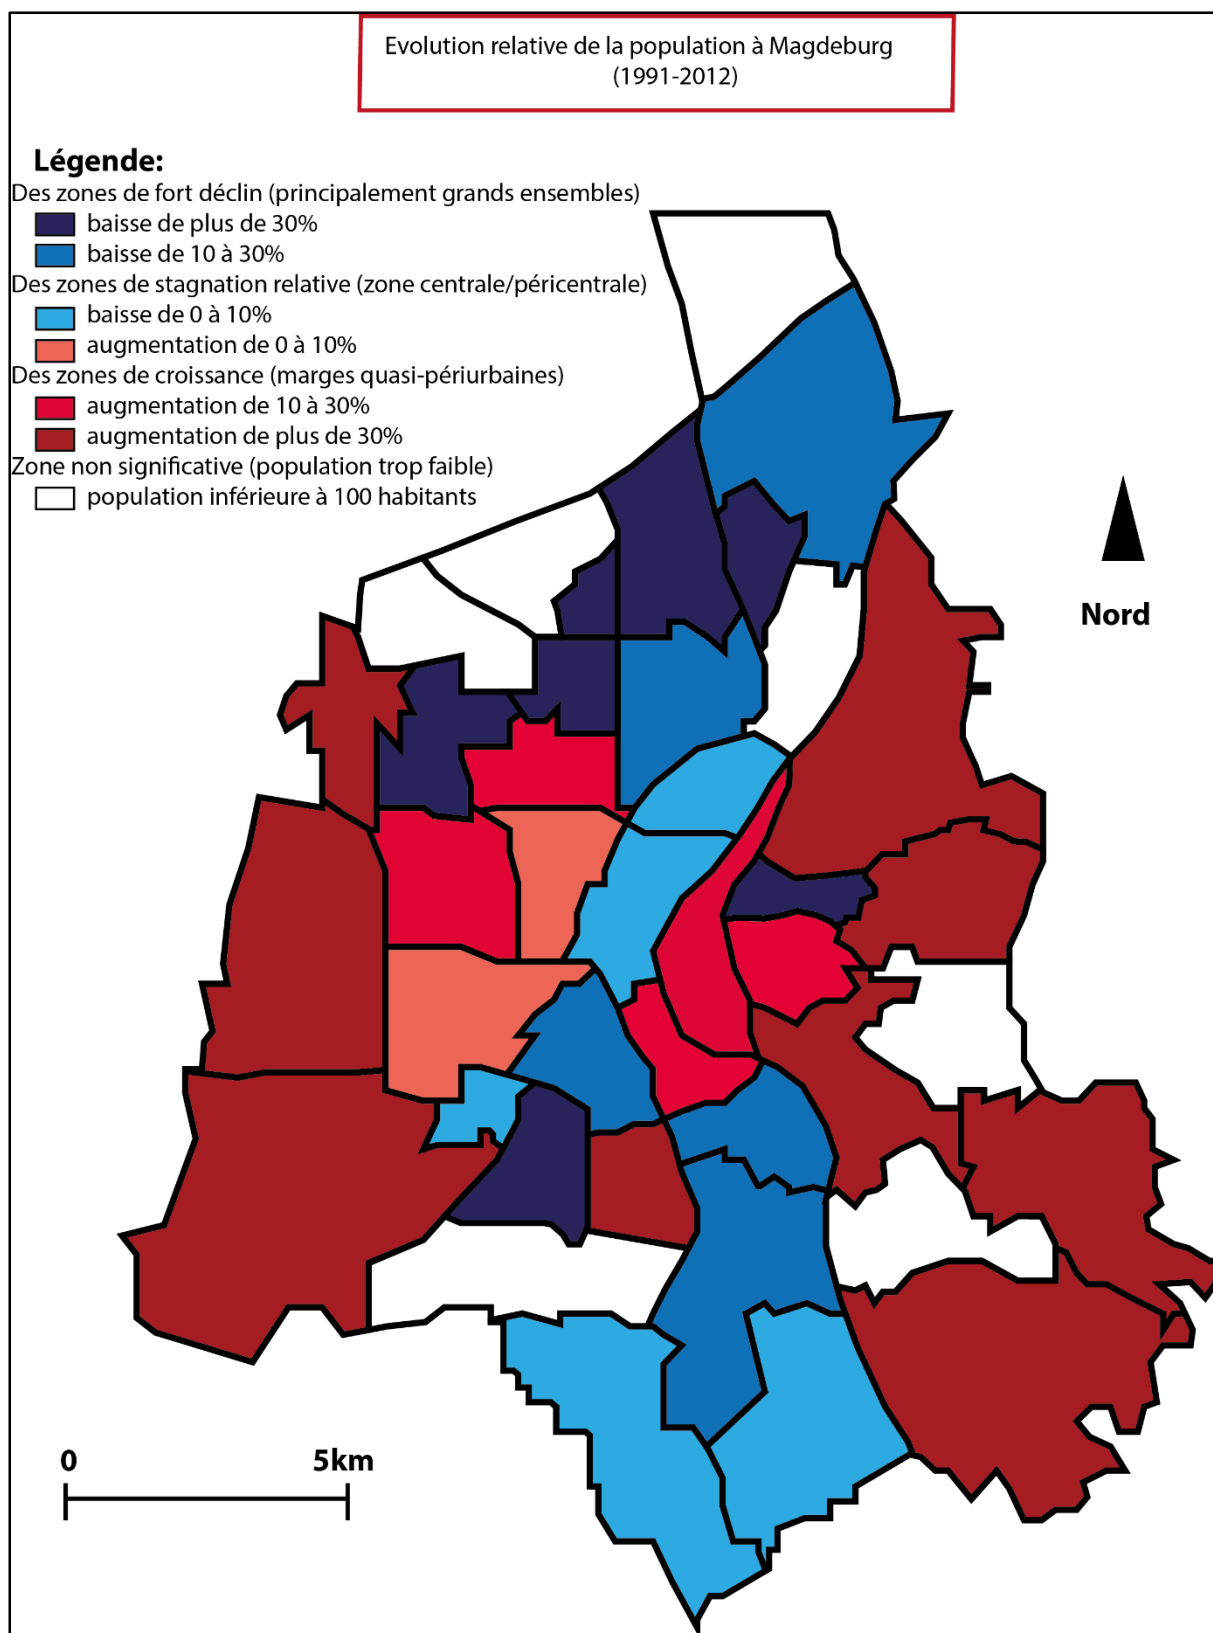 Evolution relative de la population à Magdeburg
(1991-2012)
Légende:
Des zones de fort déclin (principalement grands ensembles)
baisse de plus de 30%
baisse de 10 à 30%
Des zones de stagnation relative (zone centrale/péricentrale)
baisse de 0 à 10%
augmentation de 0 à 10%
Des zones de croissance (marges quasi-périurbaines)
augmentation de 10 à 30%
augmentation de plus de 30%
Zone non significative (population trop faible)
population inférieure à 100 habitants
Nord
0 5km